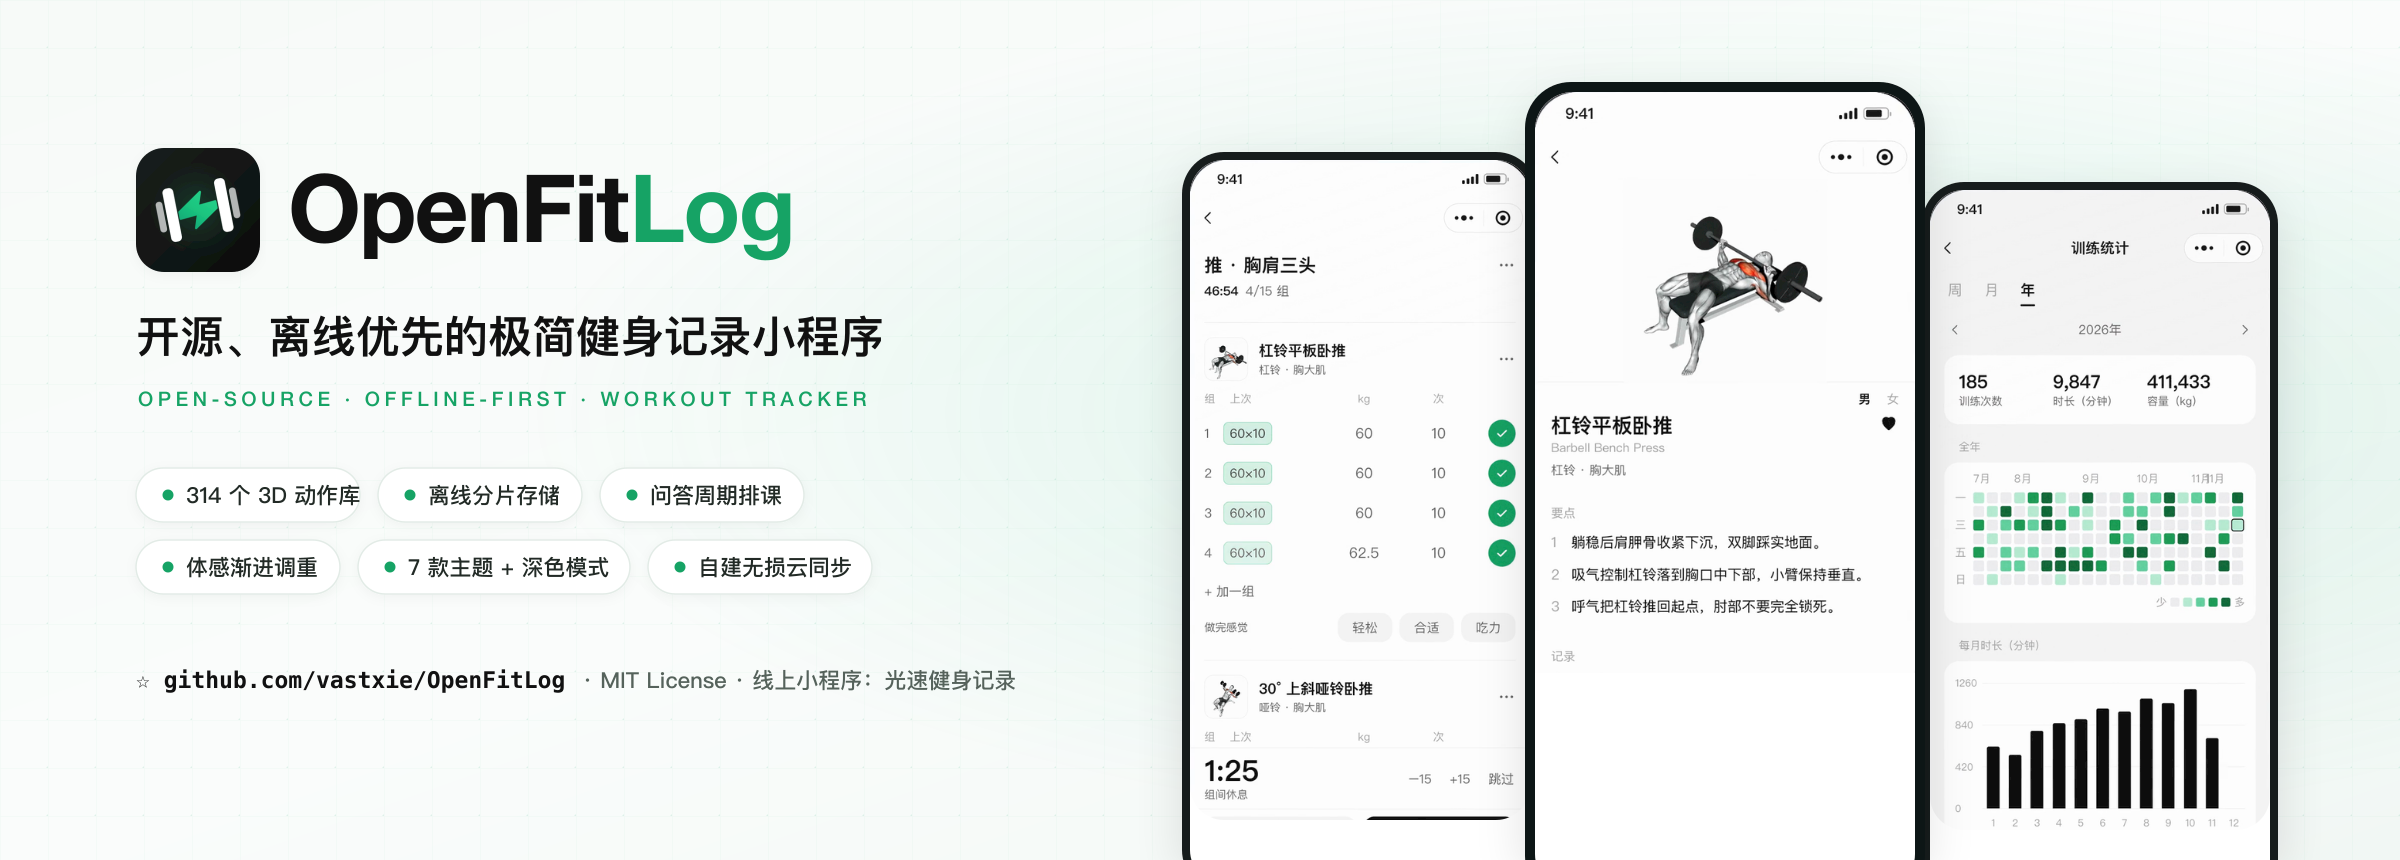 OpenFitLog
开源、离线优先的极简健身记录小程序
OPEN-SOURCE · OFFLINE-FIRST · WORKOUT TRACKER
314 个 3D 动作库
离线分片存储
问答周期排课
体感渐进调重
7 款主题 + 深色模式
自建无损云同步
☆ github.com/vastxie/OpenFitLog · MIT License · 线上小程序：光速健身记录
9:41
推 · 胸肩三头
46:54 4/15 组
杠铃平板卧推
杠铃 · 胸大肌
组 上次 kg 次
1 60×10 60 10
2 60×10 60 10
3 60×10 60 10
4 60×10 62.5 10
+ 加一组
做完感觉 轻松 合适 吃力
30° 上斜哑铃卧推
哑铃 · 胸大肌
组 上次 kg 次
1:25 −15 +15 跳过
组间休息
9:41
男 女
杠铃平板卧推
Barbell Bench Press
杠铃 · 胸大肌
要点
1 躺稳后肩胛骨收紧下沉，双脚踩实地面。
2 吸气控制杠铃落到胸口中下部，小臂保持垂直。
3 呼气把杠铃推回起点，肘部不要完全锁死。
记录
9:41
训练统计
周 月 年
2026年
185 9,847 411,433
训练次数 时长（分钟） 容量（kg）
全年
7月 8月 9月 10月 11月 11月
一
三
五
日
少 多
每月时长（分钟）
1260
840
420
0
1 2 3 4 5 6 7 8 9 10 11 12